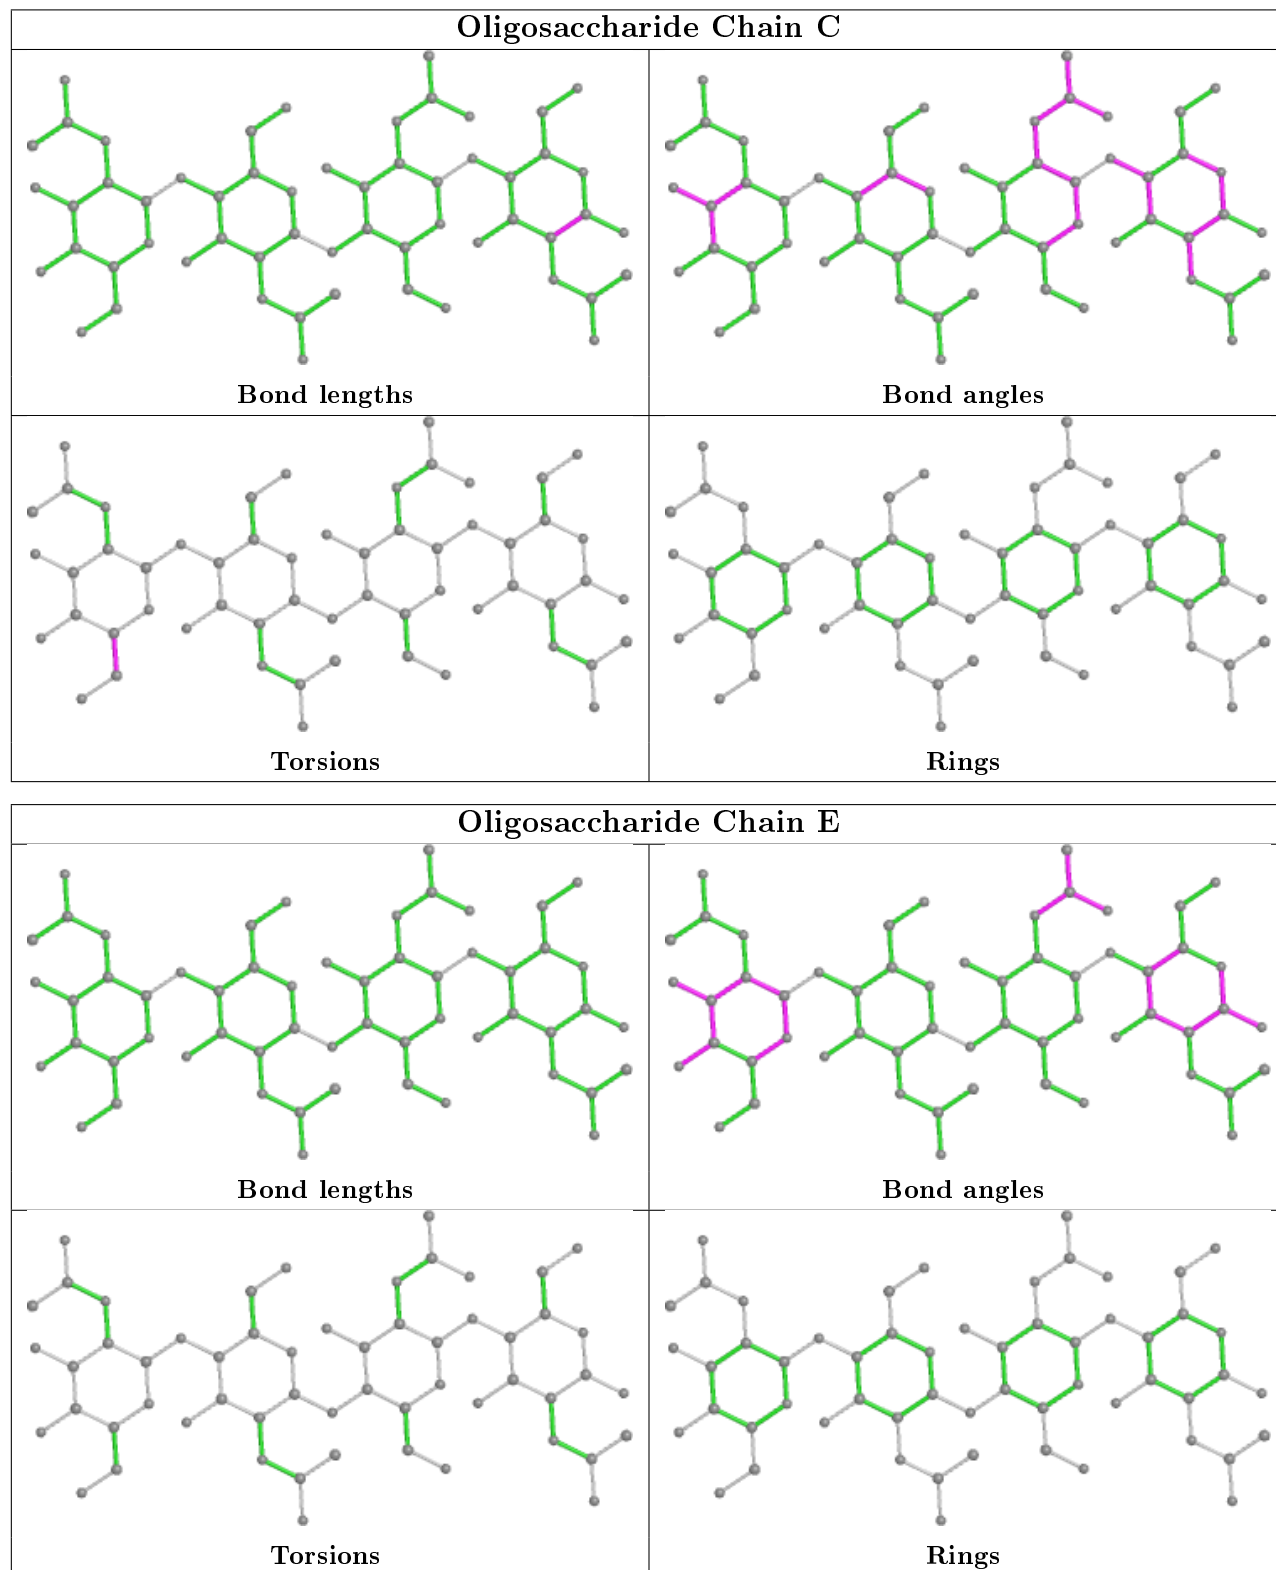 Oligosaccharide Chain C
Bond lengths
Bond angles
Torsions
Rings
Oligosaccharide Chain E
Bond lengths
Bond angles
Torsions
Rings